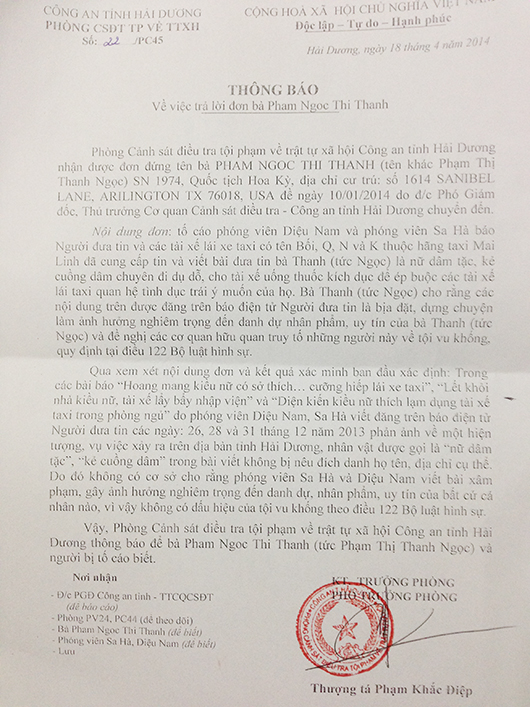 CÔNG AN TỈNH HẢI DƯƠNG
PHÒNG CSĐT TP VỀ TTXH
Số: 22 /PC45
CỘNG HOÀ XÃ HỘI CHỦ NGHĨA VIỆT NAM
Độc lập – Tự do – Hạnh phúc
Hải Dương, ngày 18 tháng 4 năm 2014
THÔNG BÁO
Về việc trả lời đơn bà Pham Ngoc Thi Thanh
Phòng Cảnh sát điều tra tội phạm về trật tự xã hội Công an tỉnh Hải Dương
nhận được đơn đứng tên bà PHAM NGOC THI THANH (tên khác Phạm Thị
Thanh Ngọc) SN 1974, Quốc tịch Hoa Kỳ, địa chỉ cư trú: số 1614 SANIBEL
LANE, ARILINGTON TX 76018, USA đề ngày 10/01/2014 do đ/c Phó Giám
đốc, Thủ trưởng Cơ quan Cảnh sát điều tra - Công an tỉnh Hải Dương chuyển đến.
Nội dung đơn: tố cáo phóng viên Diệu Nam và phóng viên Sa Hà báo
Người đưa tin và các tài xế lái xe taxi có tên Bối, Q, N và K thuộc hãng taxi Mai
Linh đã cung cấp tin và viết bài đưa tin bà Thanh (tức Ngọc) là nữ dâm tặc, kẻ
cuồng dâm chuyên đi dụ dỗ, cho tài xế uống thuốc kích dục để ép buộc các tài xế
lái taxi quan hệ tình dục trái ý muốn của họ. Bà Thanh (tức Ngọc) cho rằng các
nội dung trên được đăng trên báo điện tử Người đưa tin là bịa đặt, dựng chuyện
làm ảnh hưởng nghiêm trọng đến danh dự nhân phẩm, uy tín của bà Thanh (tức
Ngọc) và đề nghị các cơ quan hữu quan truy tố những người này về tội vu khống,
quy định tại điều 122 Bộ luật hình sự.
Qua xem xét nội dung đơn và kết quả xác minh ban đầu xác định: Trong
các bài báo “Hoang mang kiều nữ có sở thích… cưỡng hiếp lái xe taxi”, “Lết khỏi
nhà kiều nữ, tài xế lẩy bẩy nhập viện” và “Diện kiến kiều nữ thích lạm dụng tài xế
taxi trong phòng ngủ” do phóng viên Diệu Nam, Sa Hà viết đăng trên báo điện tử
Người đưa tin các ngày: 26, 28 và 31 tháng 12 năm 2013 phản ánh về một hiện
tượng, vụ việc xảy ra trên địa bàn tỉnh Hải Dương, nhân vật được gọi là “nữ dâm
tặc”, “kẻ cuồng dâm” trong bài viết không bị nêu đích danh họ tên, địa chỉ cụ thể.
Do đó không có cơ sở cho rằng phóng viên Sa Hà và Diệu Nam viết bài xâm
phạm, gây ảnh hưởng nghiêm trọng đến danh dự, nhân phẩm, uy tín của bất cứ cá
nhân nào, vì vậy không có dấu hiệu của tội vu khống theo điều 122 Bộ luật hình sự.
Vậy, Phòng Cảnh sát điều tra tội phạm về trật tự xã hội Công an tỉnh Hải
Dương thông báo để bà Pham Ngoc Thi Thanh (tức Phạm Thị Thanh Ngọc) và
người bị tố cáo biết.
Nơi nhận
- Đ/c PGĐ Công an tỉnh - TTCQCSĐT
(để báo cáo)
- Phòng PV24, PC44 (để theo dõi)
- Bà Pham Ngoc Thi Thanh (để biết)
- Phóng viên Sa Hà, Diệu Nam (để biết)
- Lưu
KT. TRƯỞNG PHÒNG
PHÓ TRƯỞNG PHÒNG
Thượng tá Phạm Khắc Điệp